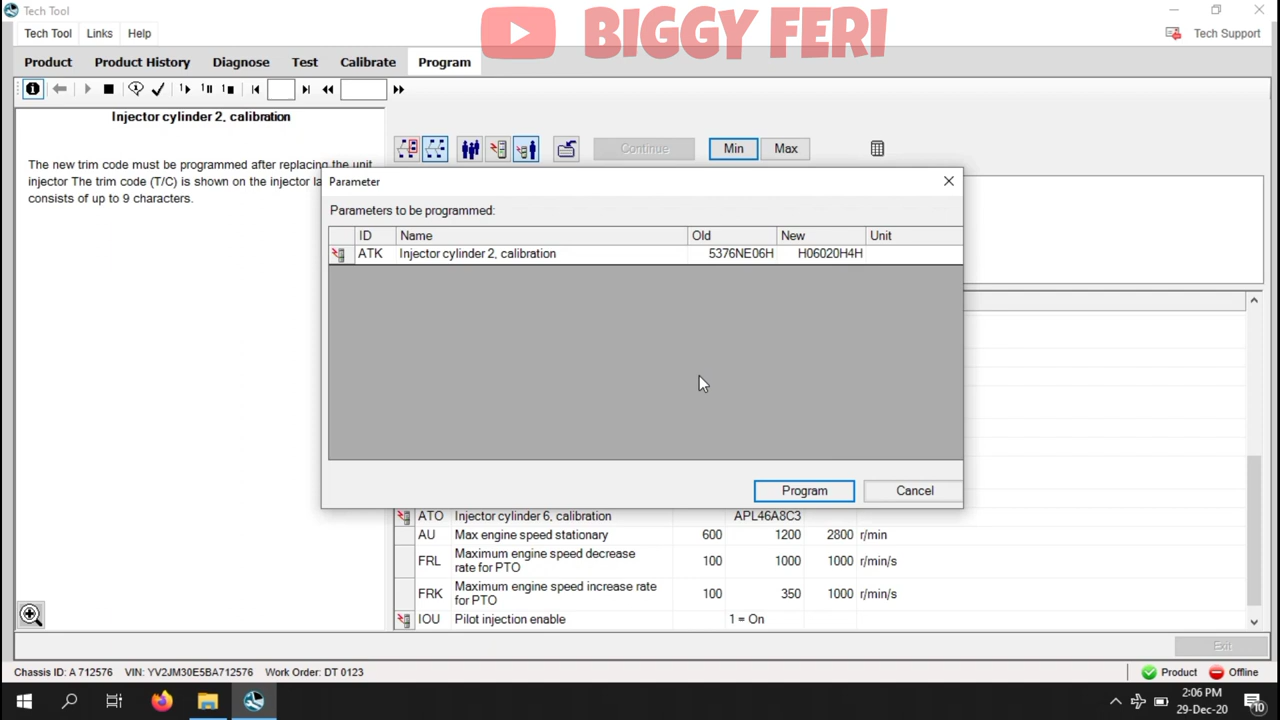 Tech Tool
BIGGY FERI
Tech Tool Links Help
Tech Support
Product Product History Diagnose Test Calibrate Program
Injector cylinder 2, calibration
The new trim code must be programmed after replacing the unit
injector The trim code (T/C) is shown on the injector la
consists of up to 9 characters.
Continue Min Max
Parameter
Parameters to be programmed:
ID Name Old New Unit
ATK Injector cylinder 2, calibration 5376NE06H H06020H4H
Program Cancel
ATO Injector cylinder 6, calibration APL46A8C3
AU Max engine speed stationary 600 1200 2800 r/min
FRL Maximum engine speed decrease
rate for PTO 100 1000 1000 r/min/s
FRK Maximum engine speed increase rate
for PTO 100 350 1000 r/min/s
IOU Pilot injection enable 1 = On
Exit
Chassis ID: A 712576 VIN: YV2JM30E5BA712576 Work Order: DT 0123
Product Offline
2:06 PM
29-Dec-20
10